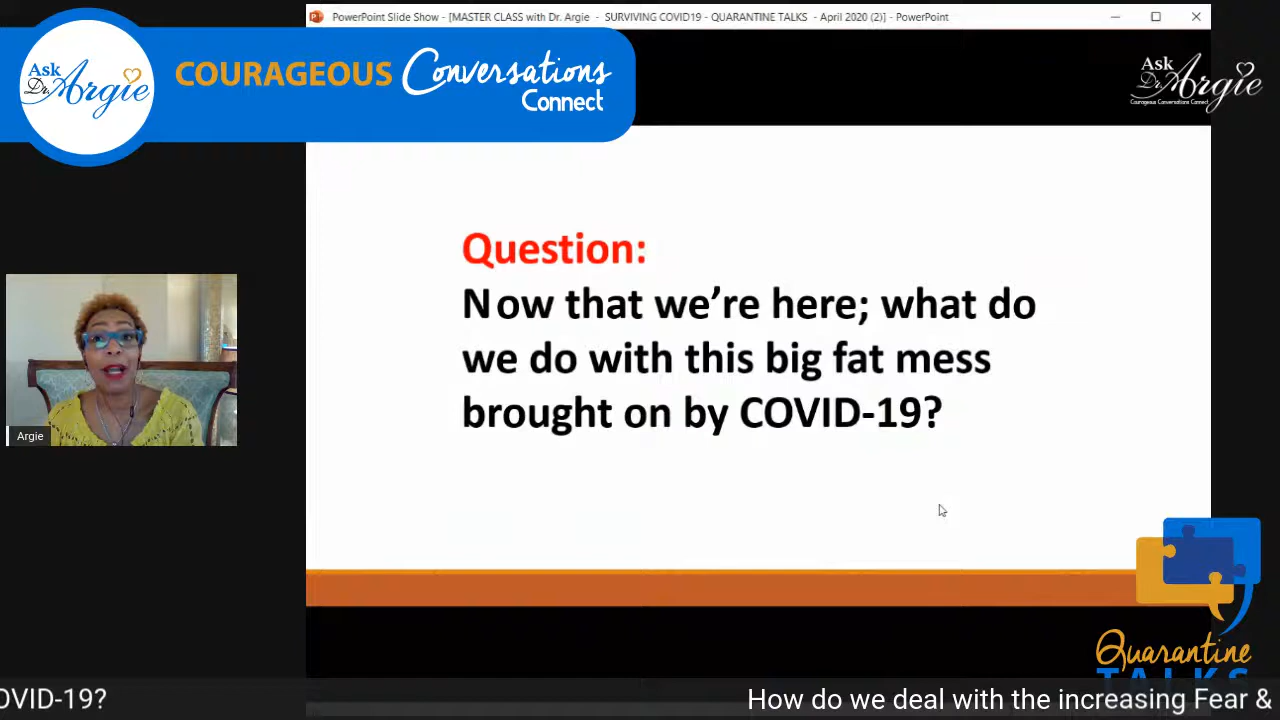 PowerPoint Slide Show - [MASTER CLASS with Dr. Argie - SURVIVING COVID19 - QUARANTINE TALKS - April 2020 (2)] - PowerPoint
Ask
Dr. Argie
COURAGEOUS Conversations
Connect
Ask
Dr. Argie
Courageous Conversations Connect
Question:
Now that we’re here; what do
we do with this big fat mess
brought on by COVID-19?
Argie
Quarantine
TALKS
OVID-19?
How do we deal with the increasing Fear &